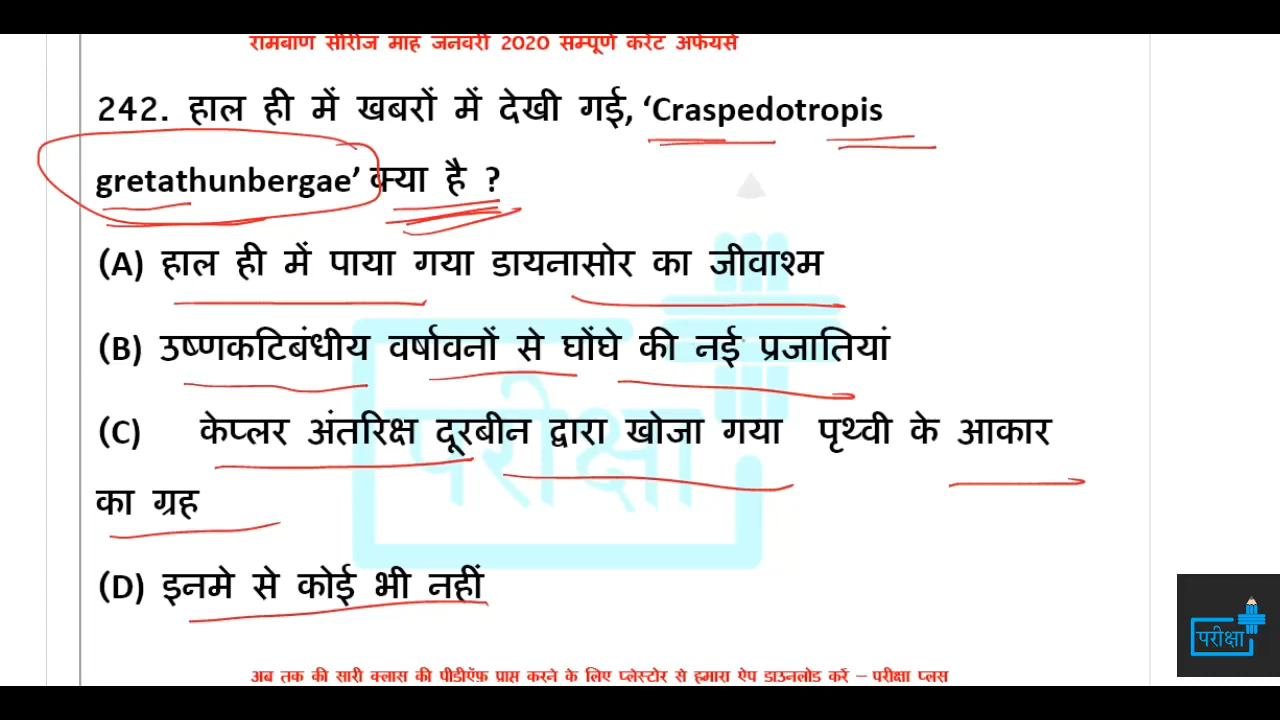 रामबाण सीरीज माह जनवरी 2020 सम्पूर्ण करेंट अफेयर्स
242. हाल ही में खबरों में देखी गई, ‘Craspedotropis
gretathunbergae’ क्या है ?
(A) हाल ही में पाया गया डायनासोर का जीवाश्म
(B) उष्णकटिबंधीय वर्षावनों से घोंघे की नई प्रजातियां
(C) केप्लर अंतरिक्ष दूरबीन द्वारा खोजा गया पृथ्वी के आकार
का ग्रह
परीक्षा
(D) इनमे से कोई भी नहीं
परीक्षा
अब तक की सारी क्लास की पीडीऍफ़ प्राप्त करने के लिए प्लेस्टोर से हमारा ऐप डाउनलोड करें – परीक्षा प्लस